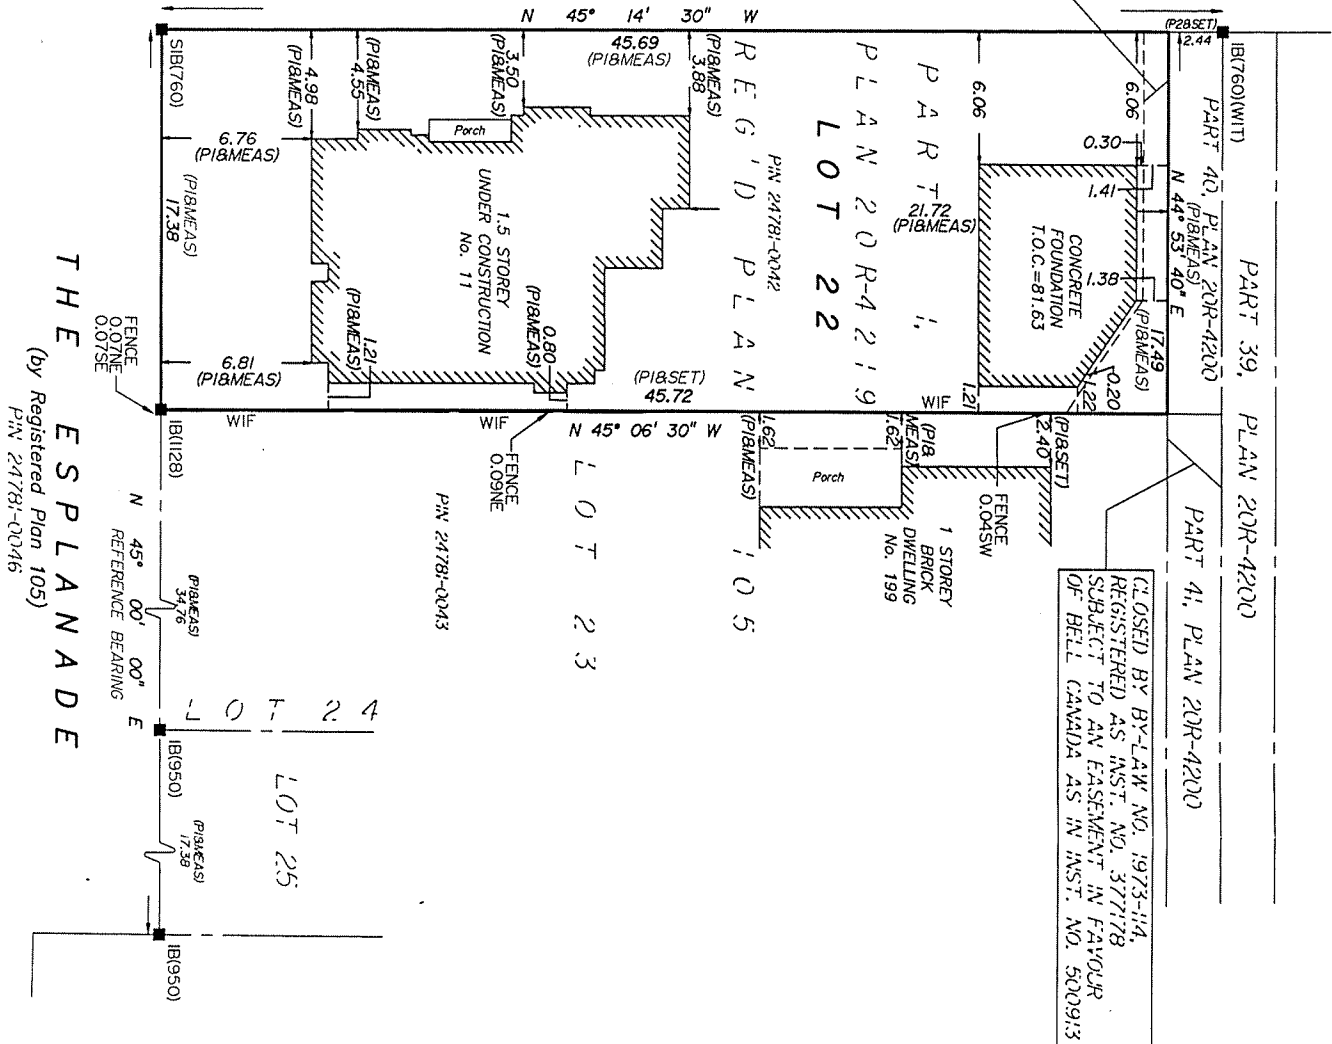 N 45° 14' 30" W
45.69
(PI&MEAS)
(P2&SET)
2.44
IB(760)(WIT)
SIB(760)
4.98
(PI&MEAS)
4.55
(PI&MEAS)
3.50
(PI&MEAS)
3.88
(PI&MEAS)
6.76
(PI&MEAS)
17.38
(PI&MEAS)
6.81
(PI&MEAS)
Porch
1.5 STOREY
UNDER CONSTRUCTION
No. 11
1.21
(PI&MEAS)
0.80
(PI&MEAS)
REG'D PLAN 105
PIN 24781-0042
LOT 22
PLAN 20R-4219
PART 1,
21.72
(PI&MEAS)
6.06
6.06
0.30
1.41
1.38
CONCRETE
FOUNDATION
T.O.C.=81.63
N 44° 53' 40" E
(PI&MEAS)
17.49
(PI&MEAS)
0.20
1.22
1.21
PART 40, PLAN 20R-4200
PART 39, PLAN 20R-4200
PART 41, PLAN 20R-4200
(PI&SET)
45.72
N 45° 06' 30" W
WIF
WIF
WIF
FENCE
0.07NE
0.07SE
FENCE
0.09NE
FENCE
0.04SW
1.62
(PI&MEAS)
1.62
(PI&
MEAS)
(PI&SET)
2.40
Porch
1 STOREY
BRICK
DWELLING
No. 199
LOT 23
PIN 24781-0043
CLOSED BY BY-LAW NO. 1973-114,
REGISTERED AS INST. NO. 377178
SUBJECT TO AN EASEMENT IN FAVOUR
OF BELL CANADA AS IN INST. NO. 500913
THE ESPLANADE
(by Registered Plan 105)
PIN 24781-0046
IB(1128)
N 45° 00' 00" E
REFERENCE BEARING
(PI&MEAS)
34.76
LOT 24
IB(950)
LOT 25
(PI&MEAS)
17.38
IB(950)